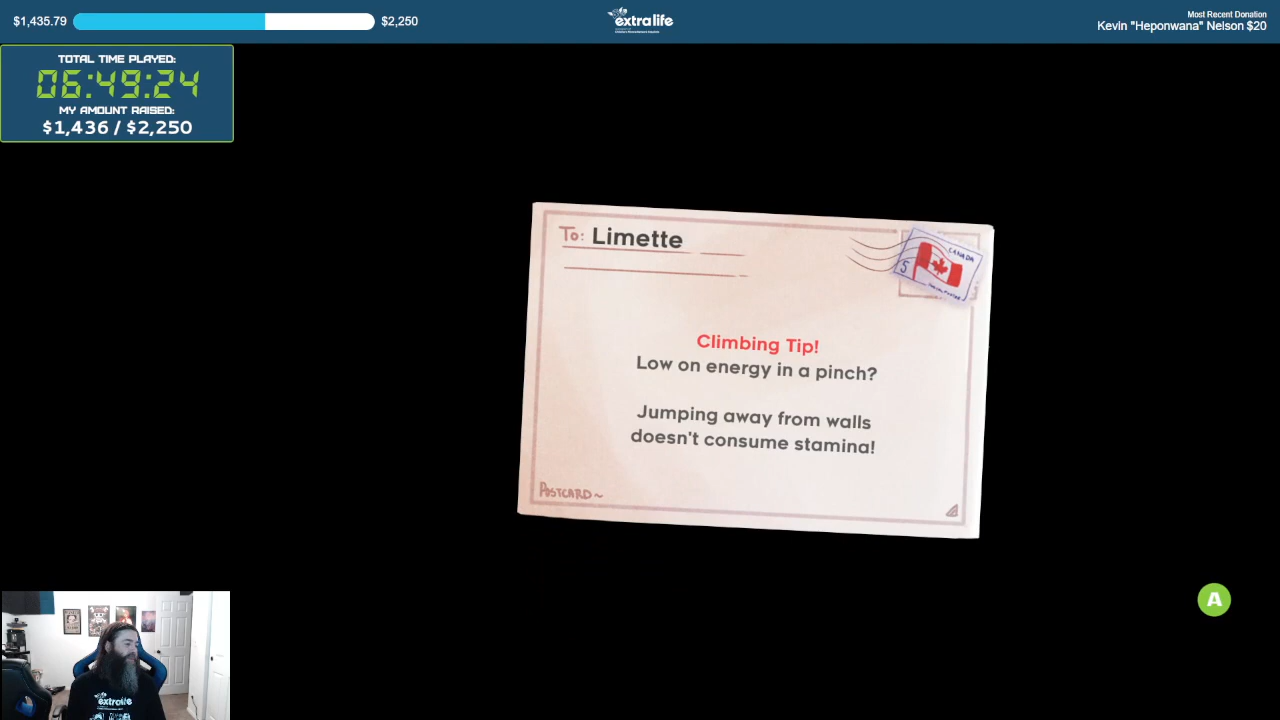 $1,435.79
$2,250
extralife
Most Recent Donation
Kevin "Heponwana" Nelson $20
TOTAL TIME PLAYED:
06:49:24
MY AMOUNT RAISED:
$1,436 / $2,250
To: Limette
CANADA
5
Climbing Tip!
Low on energy in a pinch?
Jumping away from walls
doesn't consume stamina!
POSTCARD~
A
extralife